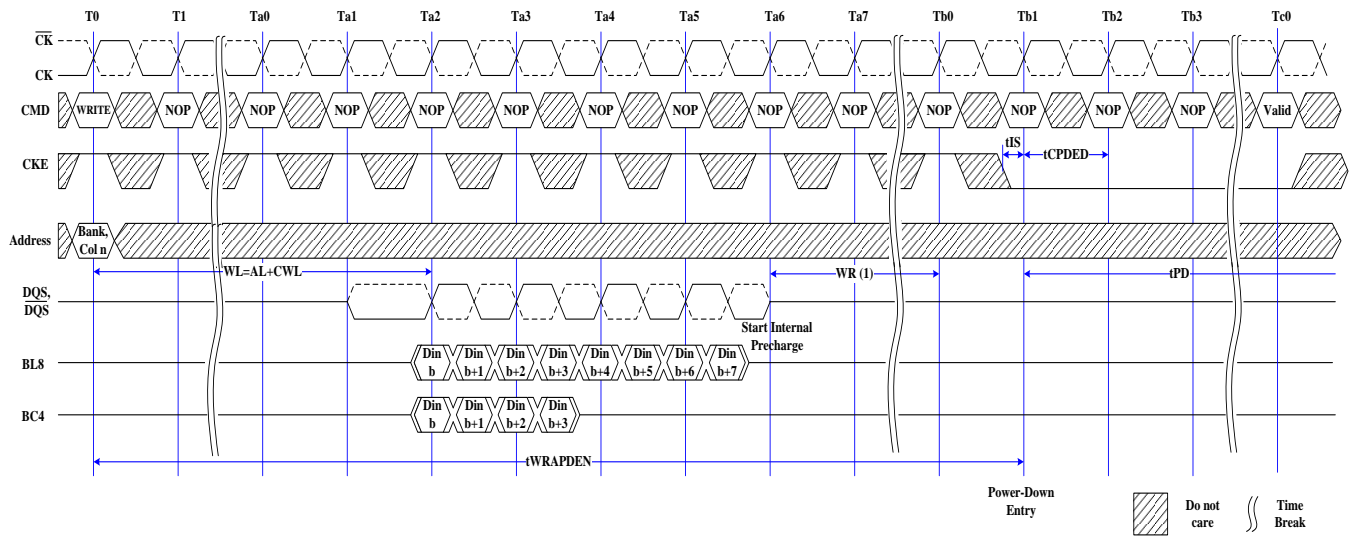 T0 T1 Ta0 Ta1 Ta2 Ta3 Ta4 Ta5 Ta6 Ta7 Tb0 Tb1 Tb2 Tb3 Tc0
CK
CK
CMD WRITE NOP NOP NOP NOP NOP NOP NOP NOP NOP NOP NOP NOP NOP Valid
tIS
CKE tCPDED
Address Bank,
Col n
WL=AL+CWL WR (1) tPD
DQS,
DQS
Start Internal
Precharge
BL8 Din Din Din Din Din Din Din Din
b b+1 b+2 b+3 b+4 b+5 b+6 b+7
BC4 Din Din Din Din
b b+1 b+2 b+3
tWRAPDEN
Power-Down
Entry
Do not
care
Time
Break